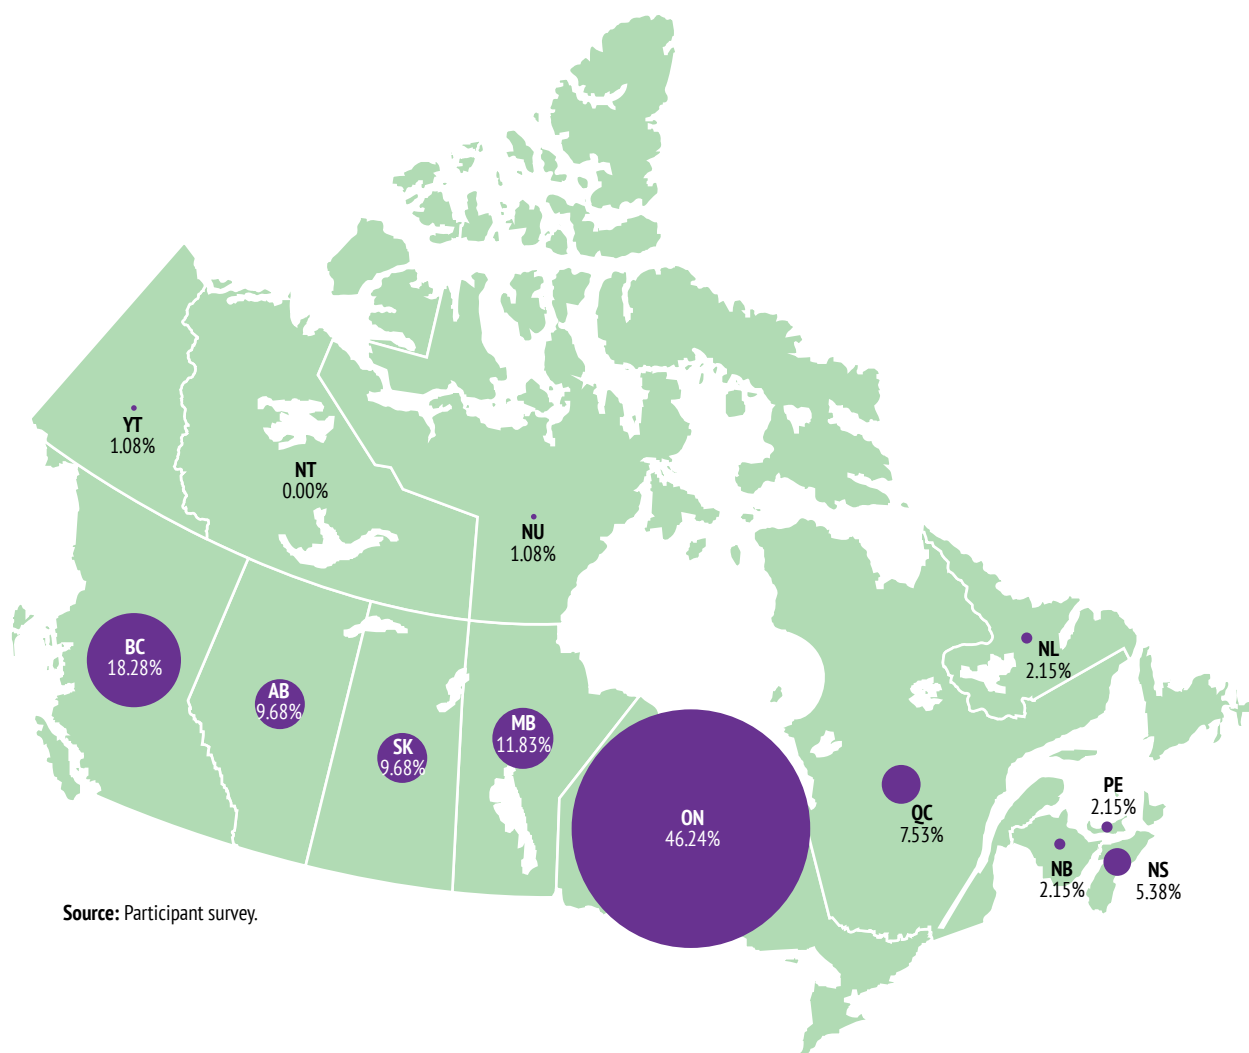 YT
1.08%
NT
0.00%
NU
1.08%
BC
18.28%
AB
9.68%
SK
9.68%
MB
11.83%
ON
46.24%
QC
7.53%
NL
2.15%
PE
2.15%
NB
2.15%
NS
5.38%
Source: Participant survey.